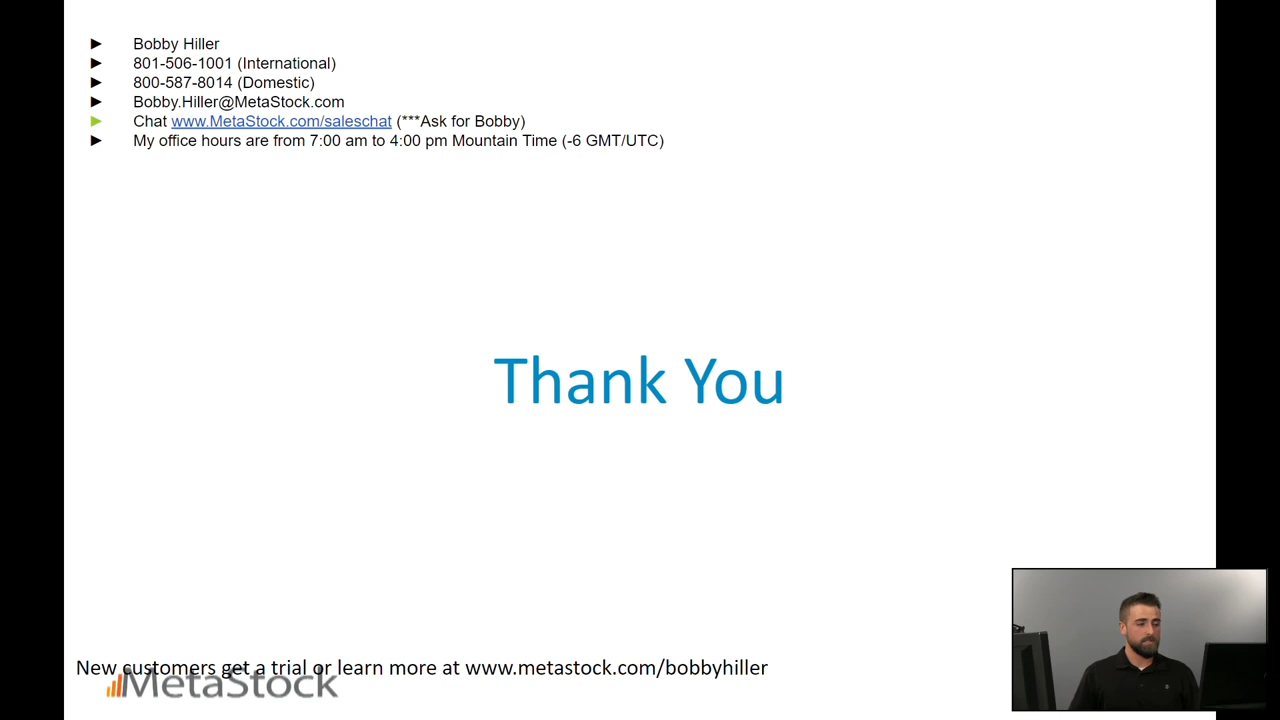 Bobby Hiller
801-506-1001 (International)
800-587-8014 (Domestic)
Bobby.Hiller@MetaStock.com
Chat www.MetaStock.com/saleschat (***Ask for Bobby)
My office hours are from 7:00 am to 4:00 pm Mountain Time (-6 GMT/UTC)
Thank You
New customers get a trial or learn more at www.metastock.com/bobbyhiller
MetaStock